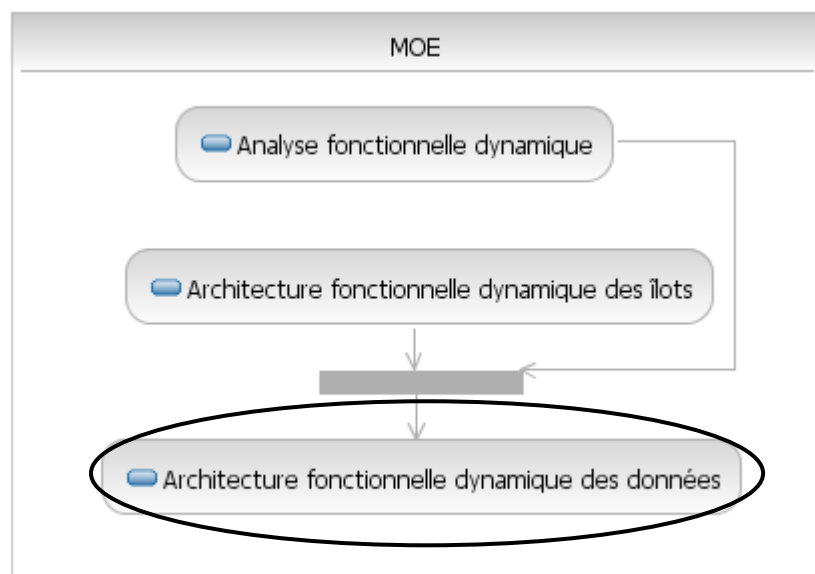 MOE
Analyse fonctionnelle dynamique
Architecture fonctionnelle dynamique des îlots
Architecture fonctionnelle dynamique des données